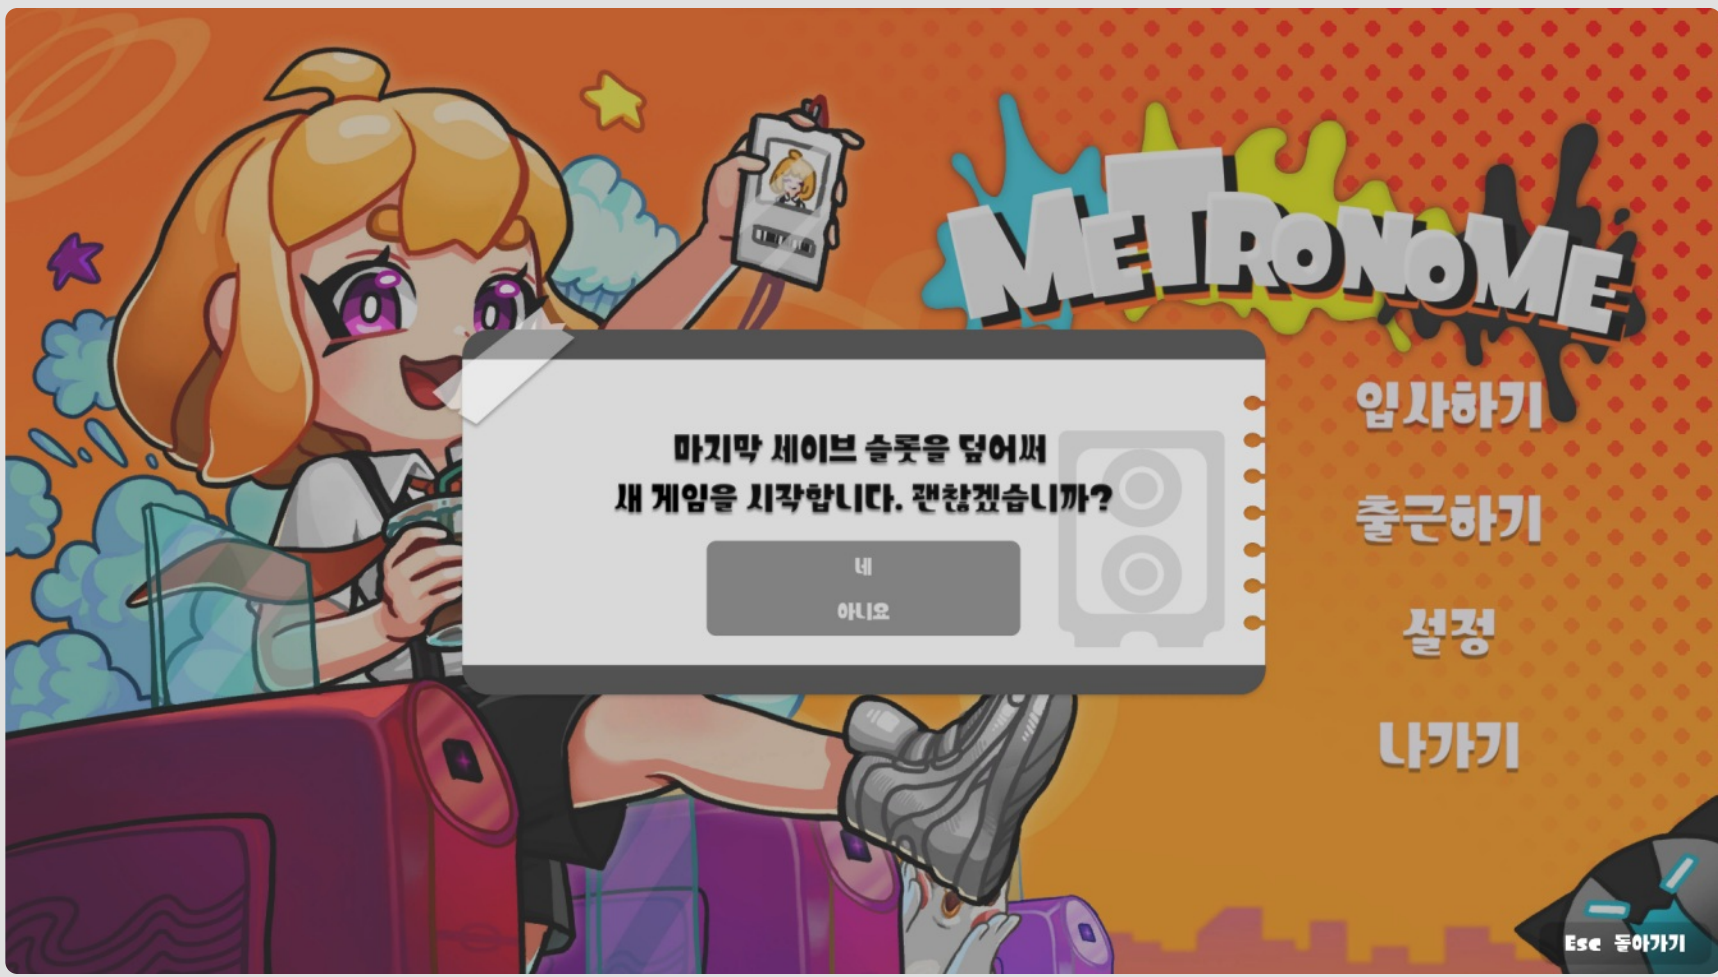 METRONOME
입사하기
출근하기
설정
나가기
마지막 세이브 슬롯을 덮어써
새 게임을 시작합니다. 괜찮겠습니까?
네
아니요
Esc 돌아가기